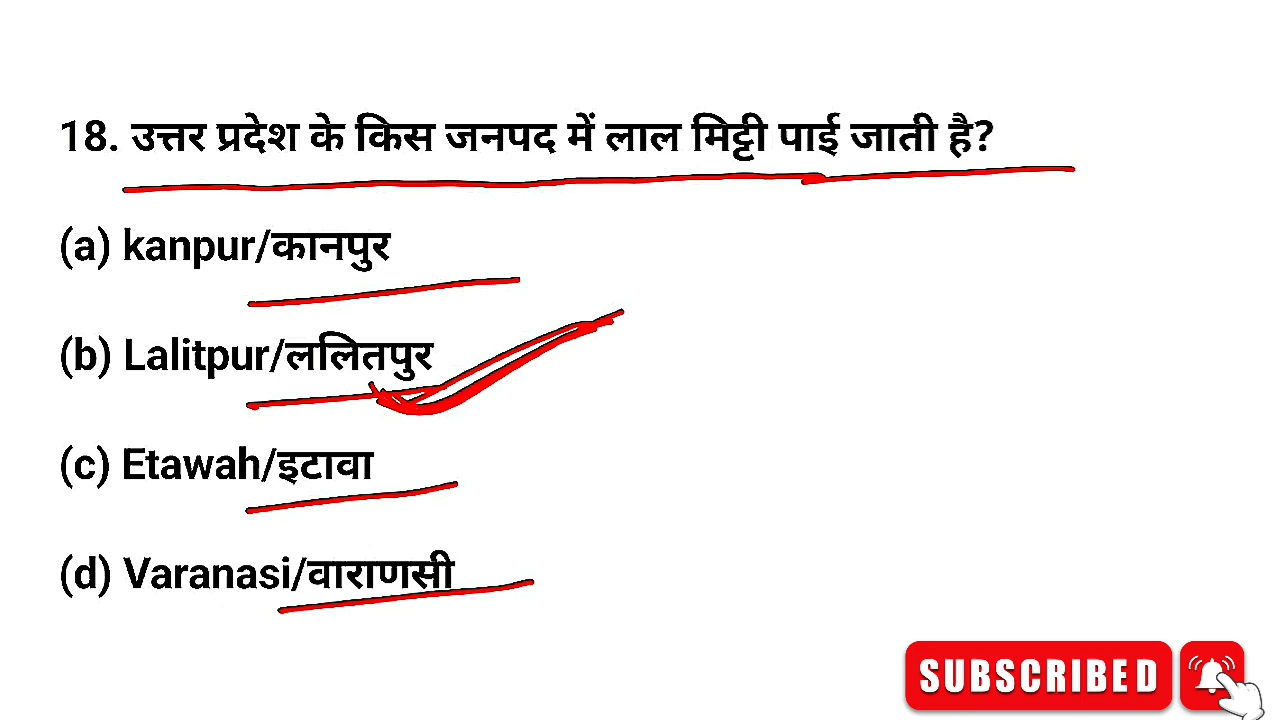 18. उत्तर प्रदेश के किस जनपद में लाल मिट्टी पाई जाती है?
(a) kanpur/कानपुर
(b) Lalitpur/ललितपुर
(c) Etawah/इटावा
(d) Varanasi/वाराणसी
SUBSCRIBED